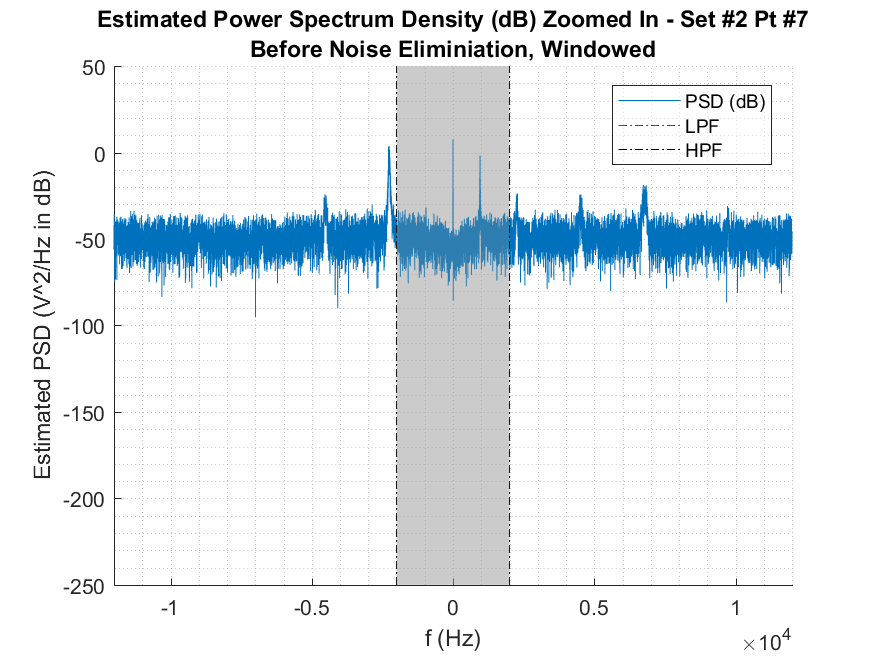 Estimated Power Spectrum Density (dB) Zoomed In - Set #2 Pt #7
Before Noise Eliminiation, Windowed
50
0
-50
-100
-150
-200
-250
Estimated PSD (V^2/Hz in dB)
PSD (dB)
LPF
HPF
-1
-0.5
0
0.5
1
f (Hz)
×10^4